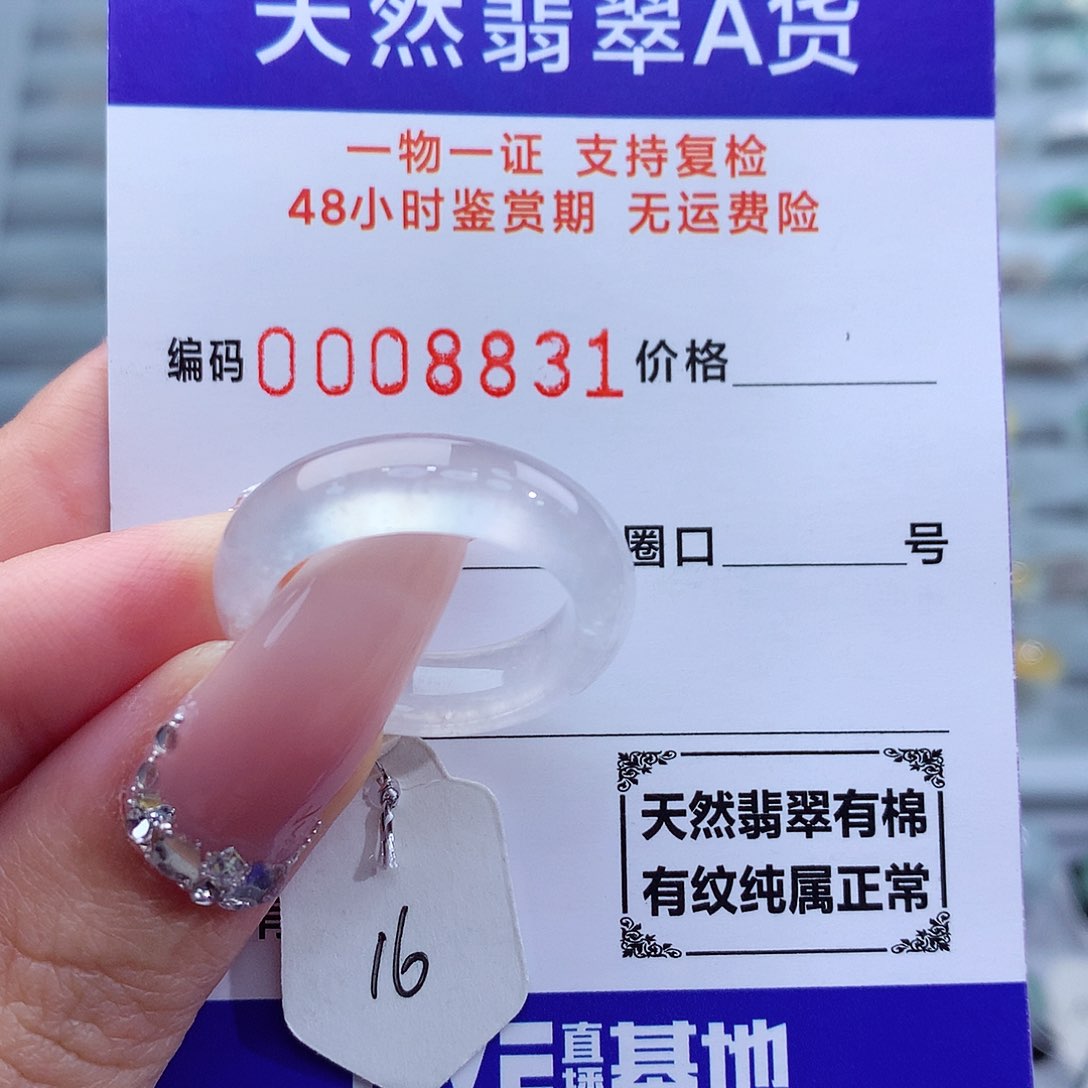 天然翡翠A货
一物一证 支持复检
48小时鉴赏期 无运费险
编码0008831价格
圈口 号
天然翡翠有棉
有纹纯属正常
16
直播基地